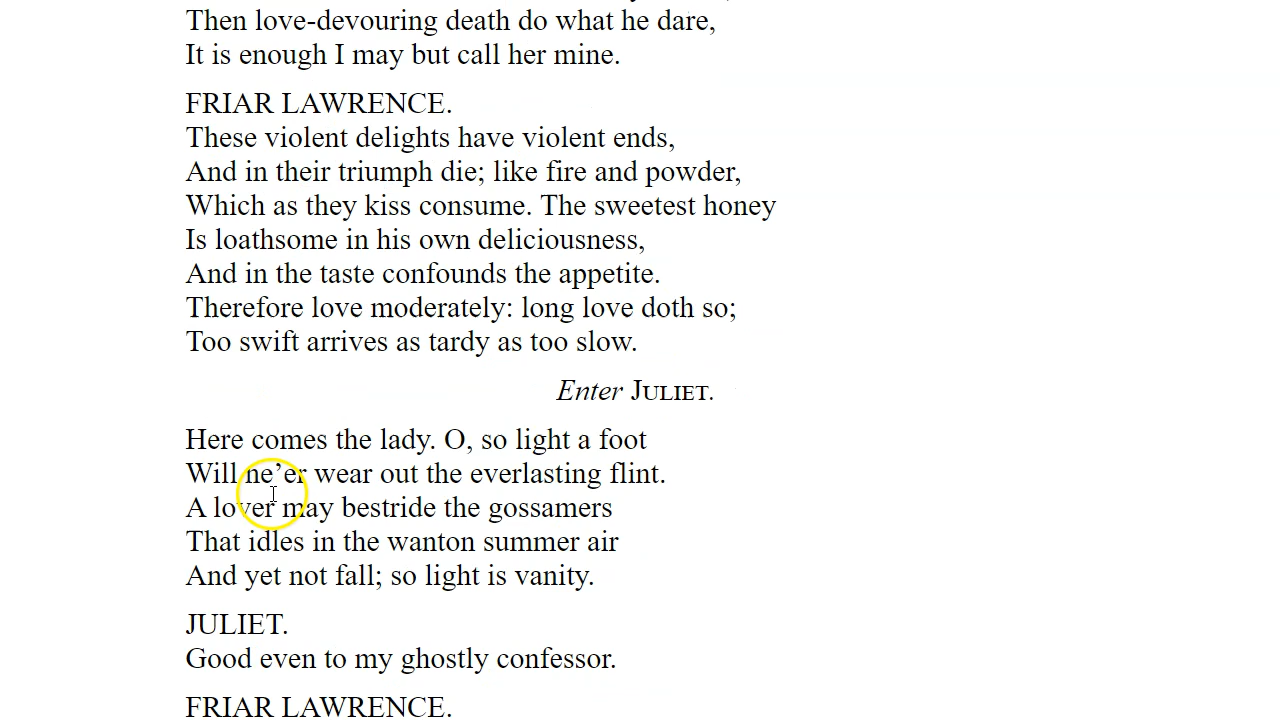 Then love-devouring death do what he dare,
It is enough I may but call her mine.
FRIAR LAWRENCE.
These violent delights have violent ends,
And in their triumph die; like fire and powder,
Which as they kiss consume. The sweetest honey
Is loathsome in his own deliciousness,
And in the taste confounds the appetite.
Therefore love moderately: long love doth so;
Too swift arrives as tardy as too slow.
Enter JULIET.
Here comes the lady. O, so light a foot
Will ne’er wear out the everlasting flint.
A lover may bestride the gossamers
That idles in the wanton summer air
And yet not fall; so light is vanity.
JULIET.
Good even to my ghostly confessor.
FRIAR LAWRENCE.